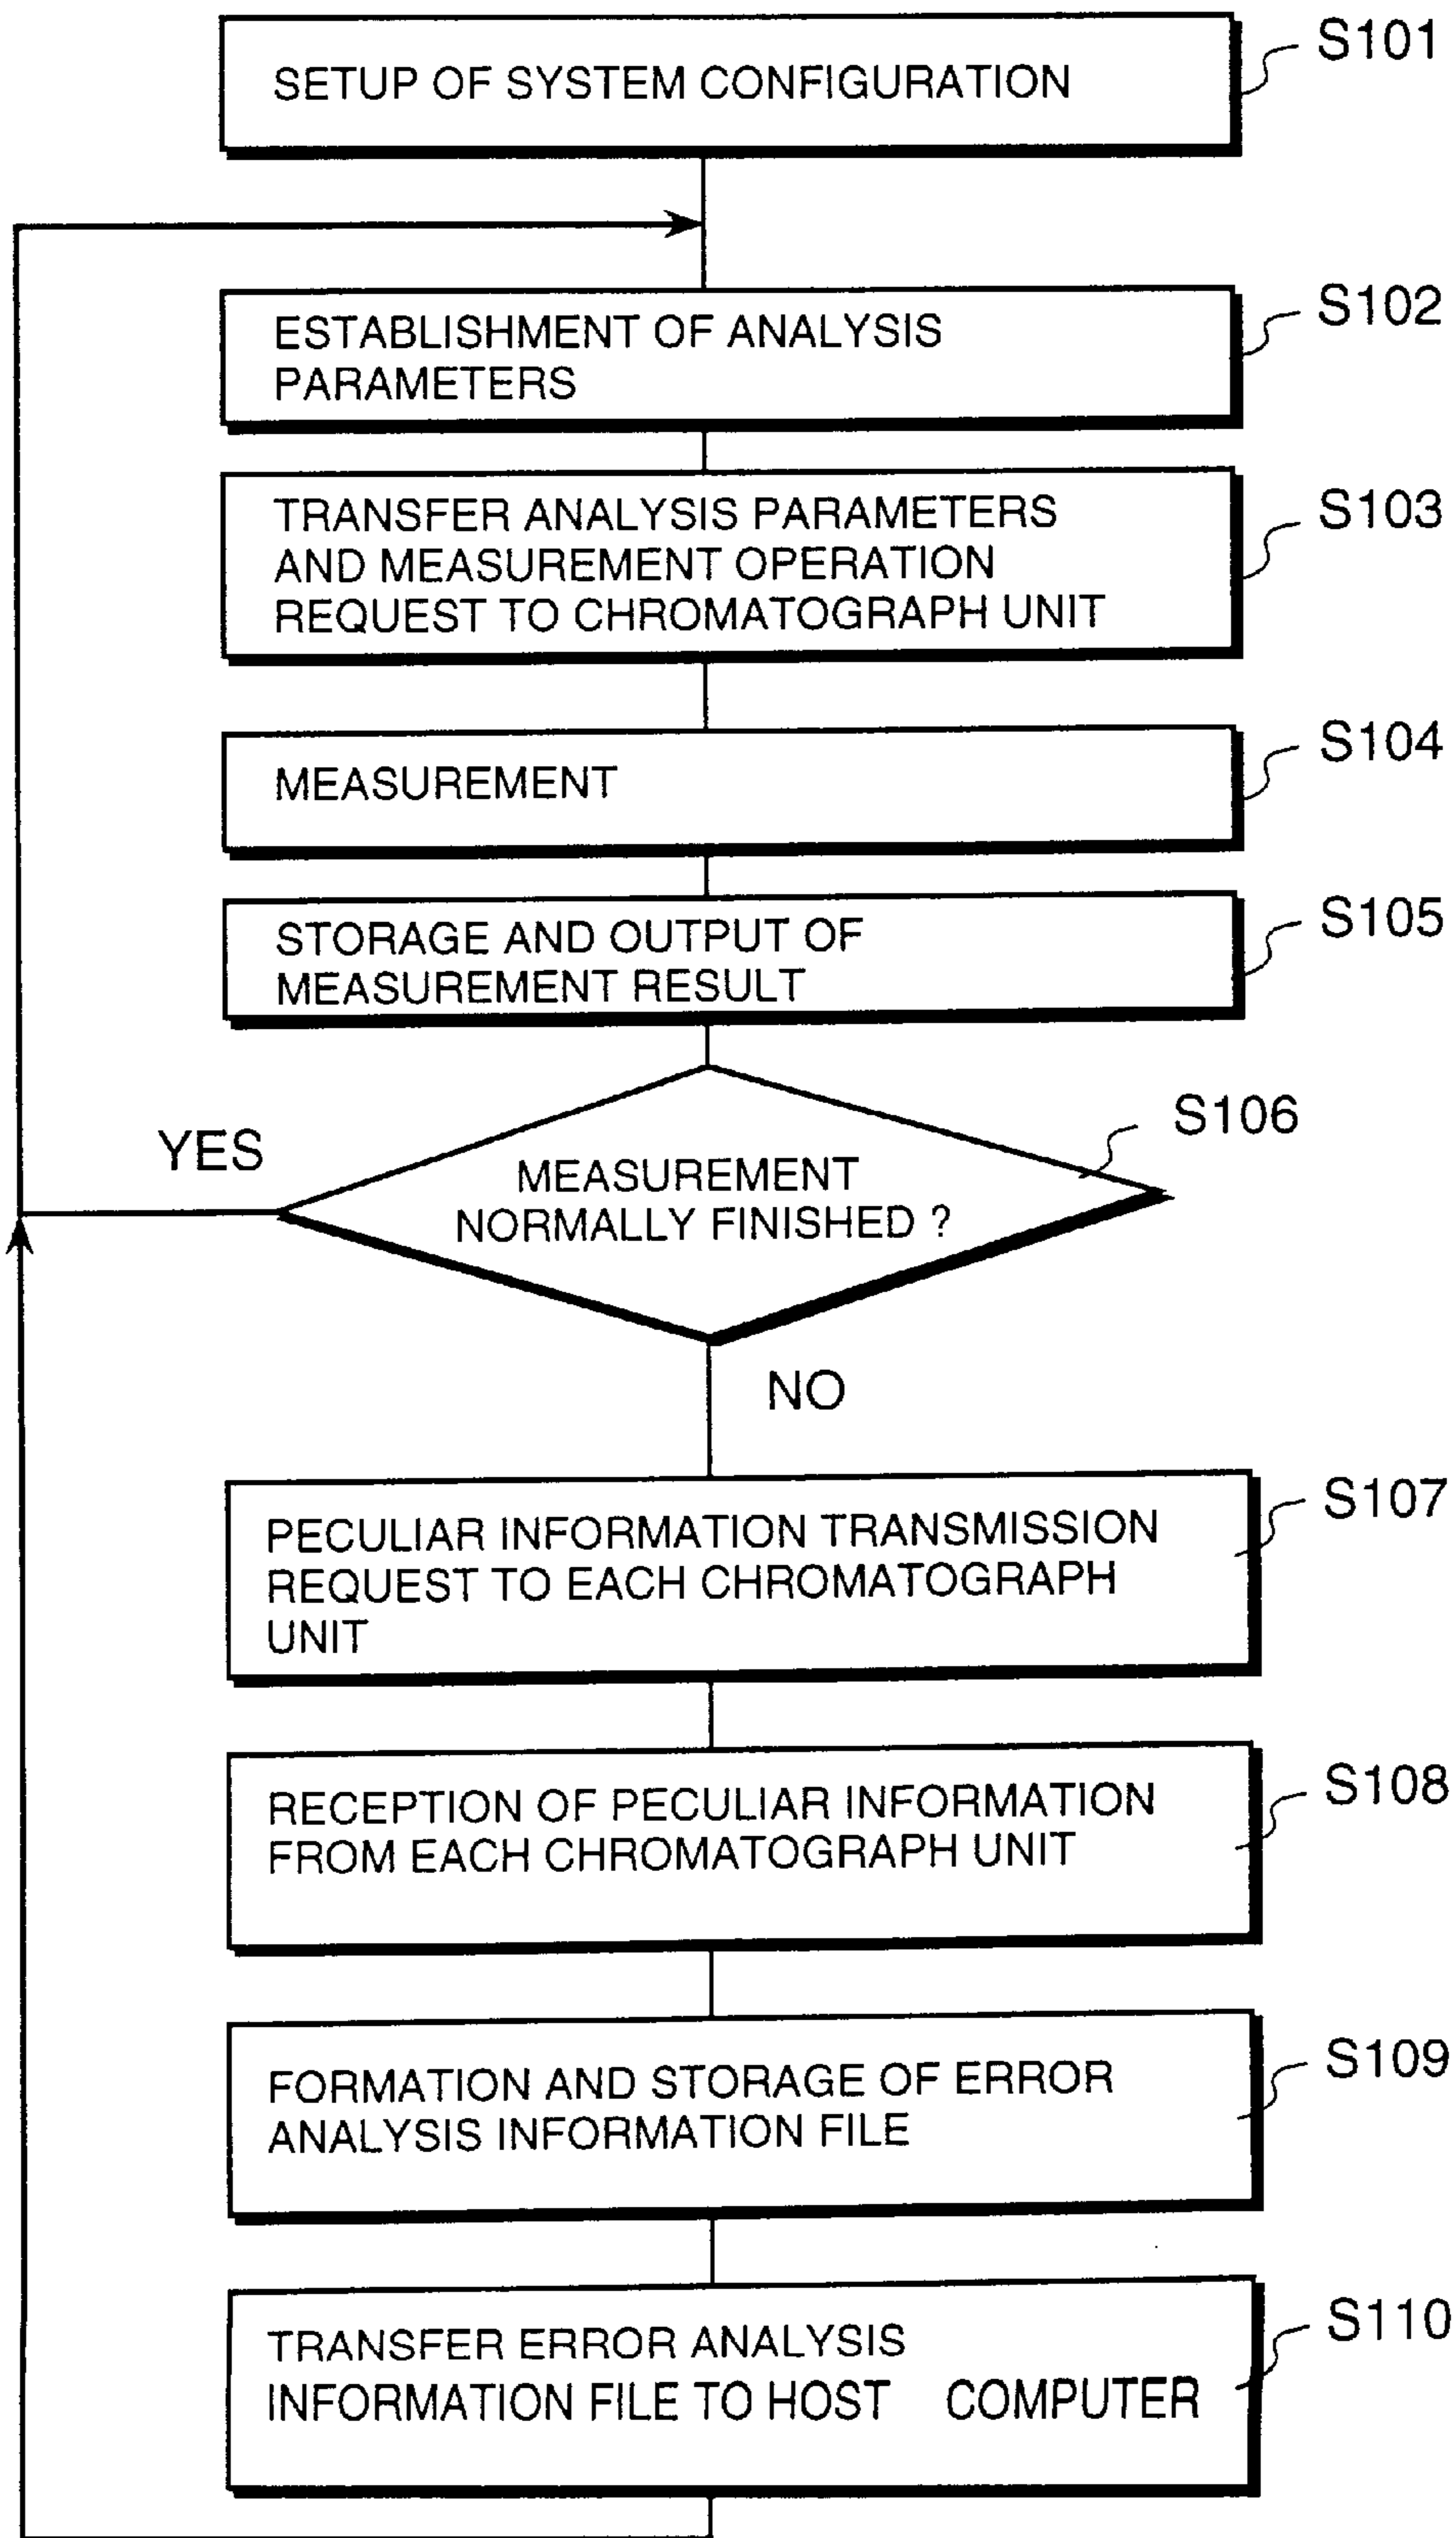 SETUP OF SYSTEM CONFIGURATION
S101
ESTABLISHMENT OF ANALYSIS
PARAMETERS
S102
TRANSFER ANALYSIS PARAMETERS
AND MEASUREMENT OPERATION
REQUEST TO CHROMATOGRAPH UNIT
S103
MEASUREMENT
S104
STORAGE AND OUTPUT OF
MEASUREMENT RESULT
S105
YES
MEASUREMENT
NORMALLY FINISHED ?
S106
NO
PECULIAR INFORMATION TRANSMISSION
REQUEST TO EACH CHROMATOGRAPH
UNIT
S107
RECEPTION OF PECULIAR INFORMATION
FROM EACH CHROMATOGRAPH UNIT
S108
FORMATION AND STORAGE OF ERROR
ANALYSIS INFORMATION FILE
S109
TRANSFER ERROR ANALYSIS
INFORMATION FILE TO HOST COMPUTER
S110